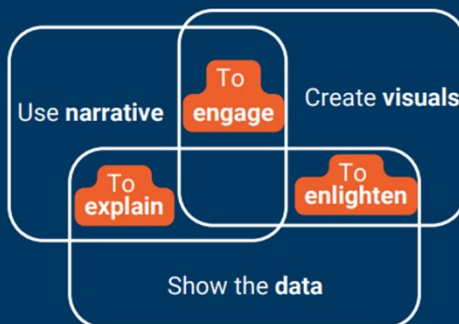 To
engage
Use narrative
Create visuals
To
explain
To
enlighten
Show the data